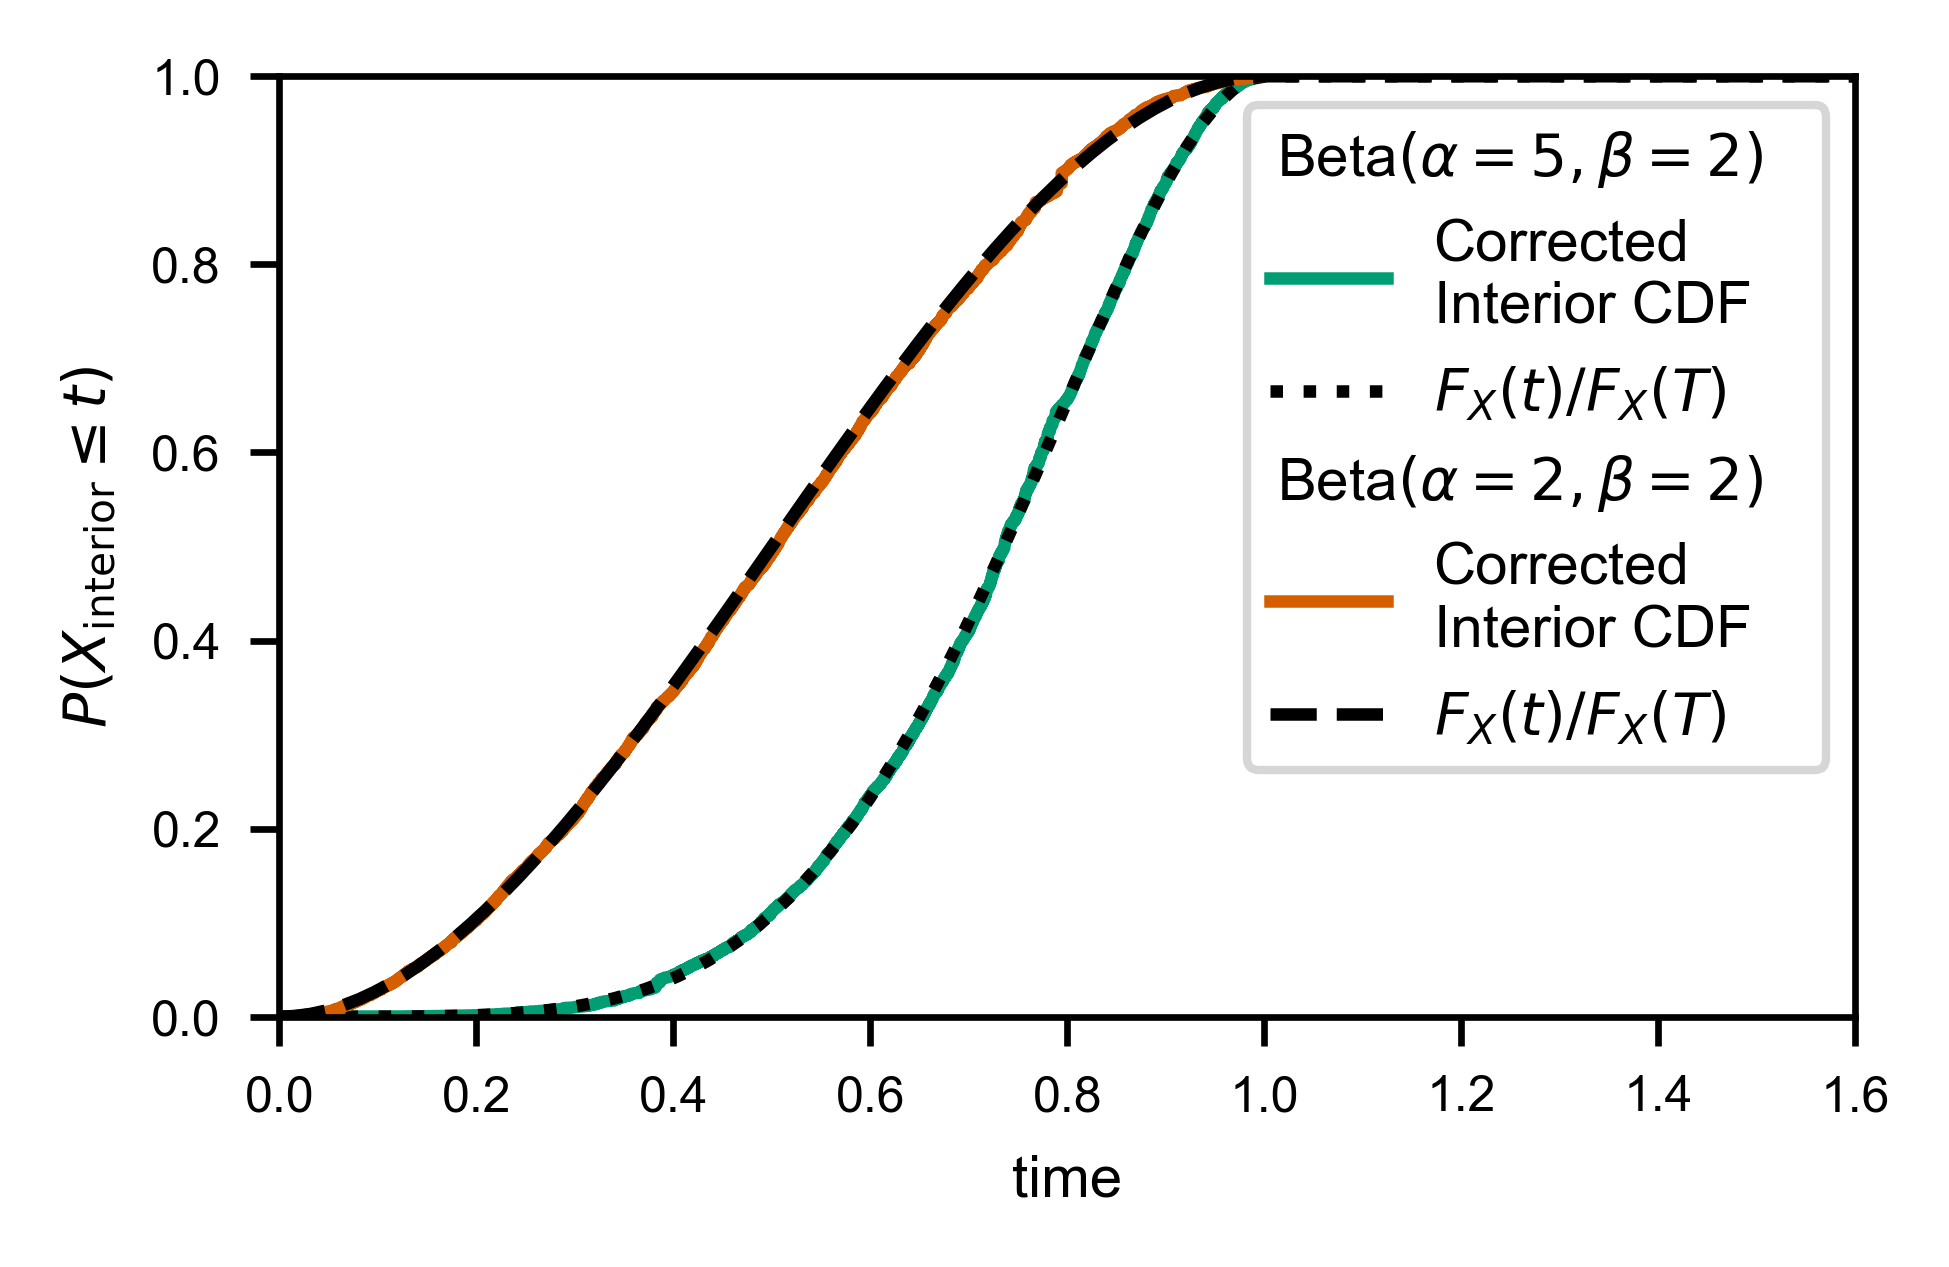 1.0
0.8
0.6
0.4
0.2
0.0
P(X_interior ≤ t)
0.0 0.2 0.4 0.6 0.8 1.0 1.2 1.4 1.6
time
Beta(α = 5, β = 2)
Corrected
Interior CDF
F_X(t)/F_X(T)
Beta(α = 2, β = 2)
Corrected
Interior CDF
F_X(t)/F_X(T)